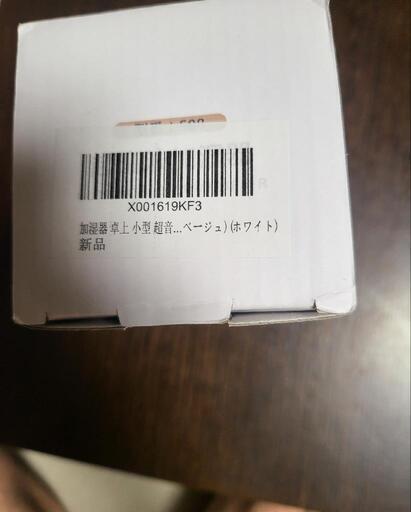 X001619KF3
加湿器 卓上 小型 超音...ベージュ) (ホワイト)
新品